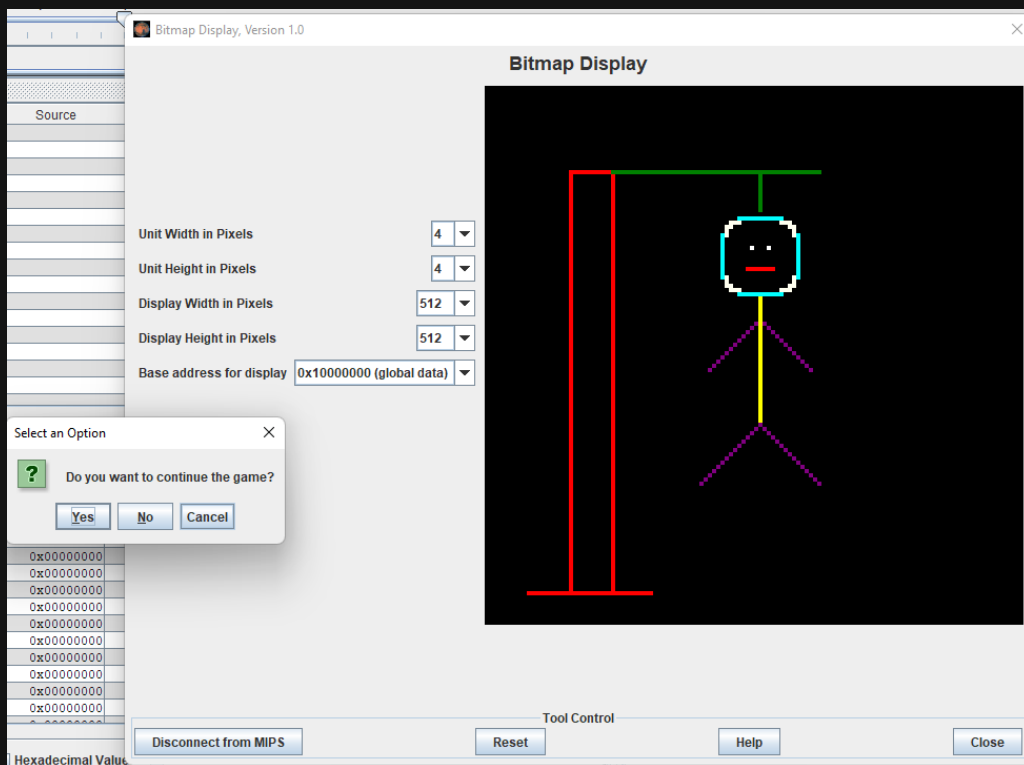 Bitmap Display, Version 1.0
Bitmap Display
Source
Unit Width in Pixels 4
Unit Height in Pixels 4
Display Width in Pixels 512
Display Height in Pixels 512
Base address for display 0x10000000 (global data)
Select an Option
? Do you want to continue the game?
Yes No Cancel
0x00000000
0x00000000
0x00000000
0x00000000
0x00000000
0x00000000
0x00000000
0x00000000
0x00000000
0x00000000
Tool Control
Disconnect from MIPS Reset Help Close
Hexadecimal Value